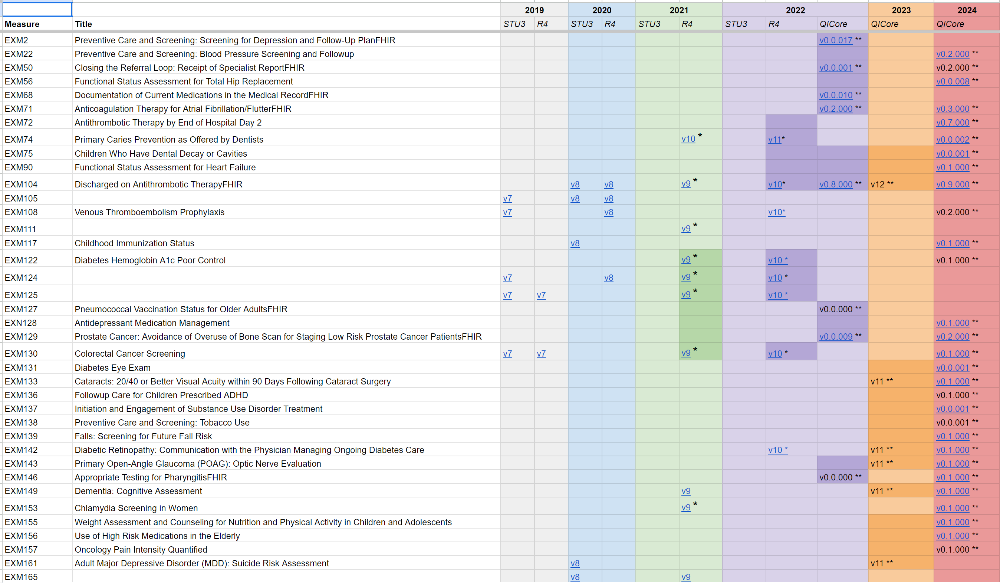 2019 2020 2021 2022 2023 2024
Measure Title STU3 R4 STU3 R4 STU3 R4 STU3 R4 QICore QICore QICore
EXM2 Preventive Care and Screening: Screening for Depression and Follow-Up PlanFHIR v0.0.017 **
EXM22 Preventive Care and Screening: Blood Pressure Screening and Followup v0.2.000 **
EXM50 Closing the Referral Loop: Receipt of Specialist ReportFHIR v0.0.001 ** v0.2.000 **
EXM56 Functional Status Assessment for Total Hip Replacement v0.0.008 **
EXM68 Documentation of Current Medications in the Medical RecordFHIR v0.0.010 **
EXM71 Anticoagulation Therapy for Atrial Fibrillation/FlutterFHIR v0.2.000 ** v0.3.000 **
EXM72 Antithrombotic Therapy by End of Hospital Day 2 v0.7.000 **
EXM74 Primary Caries Prevention as Offered by Dentists v10 * v11* v0.0.002 **
EXM75 Children Who Have Dental Decay or Cavities v0.0.001 **
EXM90 Functional Status Assessment for Heart Failure v0.1.000 **
EXM104 Discharged on Antithrombotic TherapyFHIR v8 v8 v9 * v10* v0.8.000 ** v12 ** v0.9.000 **
EXM105 v7 v8 v8
EXM108 Venous Thromboembolism Prophylaxis v7 v8 v10* v0.2.000 **
EXM111 v9 *
EXM117 Childhood Immunization Status v8 v0.1.000 **
EXM122 Diabetes Hemoglobin A1c Poor Control v9 * v10 * v0.1.000 **
EXM124 v7 v8 v9 * v10 *
EXM125 v7 v7 v9 * v10 *
EXM127 Pneumococcal Vaccination Status for Older AdultsFHIR v0.0.000 **
EXN128 Antidepressant Medication Management v0.1.000 **
EXM129 Prostate Cancer: Avoidance of Overuse of Bone Scan for Staging Low Risk Prostate Cancer PatientsFHIR v0.0.009 ** v0.2.000 **
EXM130 Colorectal Cancer Screening v7 v7 v9 * v10 * v0.1.000 **
EXM131 Diabetes Eye Exam v0.0.001 **
EXM133 Cataracts: 20/40 or Better Visual Acuity within 90 Days Following Cataract Surgery v11 ** v0.1.000 **
EXM136 Followup Care for Children Prescribed ADHD v0.1.000 **
EXM137 Initiation and Engagement of Substance Use Disorder Treatment v0.0.001 **
EXM138 Preventive Care and Screening: Tobacco Use v0.0.001 **
EXM139 Falls: Screening for Future Fall Risk v0.1.000 **
EXM142 Diabetic Retinopathy: Communication with the Physician Managing Ongoing Diabetes Care v10 * v11 ** v0.1.000 **
EXM143 Primary Open-Angle Glaucoma (POAG): Optic Nerve Evaluation v11 ** v0.1.000 **
EXM146 Appropriate Testing for PharyngitisFHIR v0.0.000 ** v0.1.000 **
EXM149 Dementia: Cognitive Assessment v9 v11 ** v0.1.000 **
EXM153 Chlamydia Screening in Women v9 * v0.1.000 **
EXM155 Weight Assessment and Counseling for Nutrition and Physical Activity in Children and Adolescents v0.1.000 **
EXM156 Use of High Risk Medications in the Elderly v0.1.000 **
EXM157 Oncology Pain Intensity Quantified v0.1.000 **
EXM161 Adult Major Depressive Disorder (MDD): Suicide Risk Assessment v8 v11 **
EXM165 v8 v9